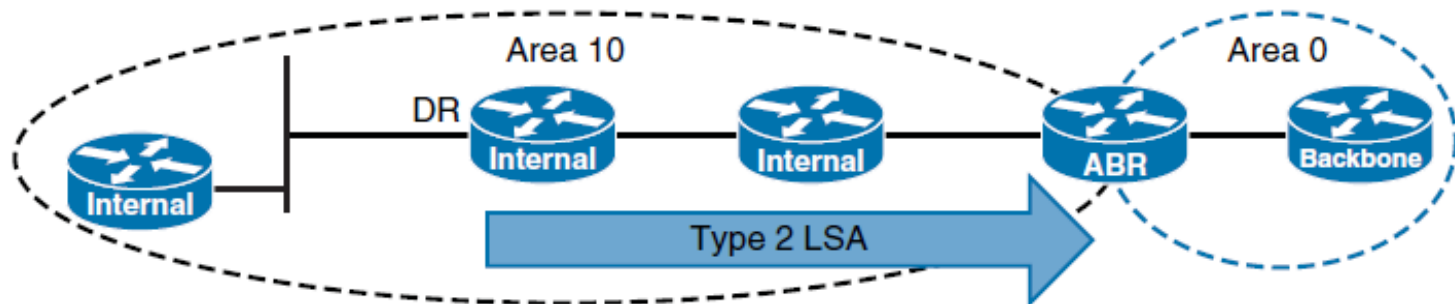 Area 10
Area 0
DR
Internal
Internal
Internal
ABR
Backbone
Type 2 LSA